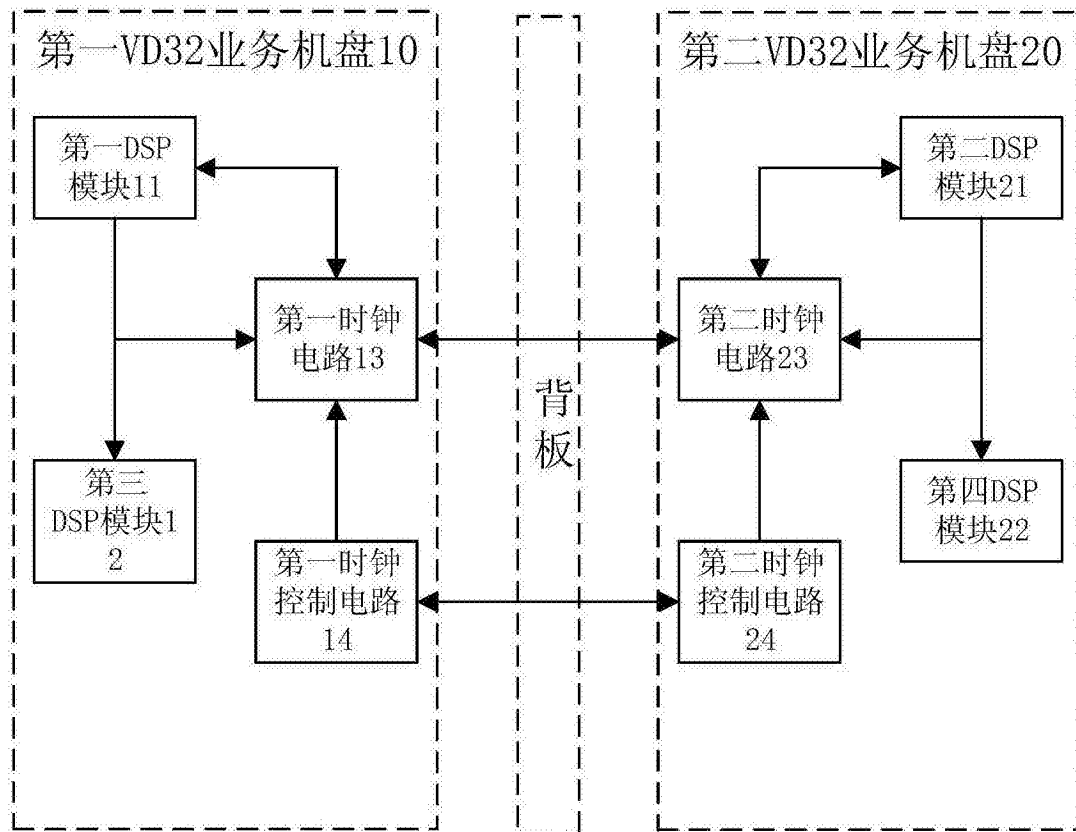 第一VD32业务机盘10
第一DSP
模块11
第一时钟
电路13
第三
DSP模块1
2
第一时钟
控制电路
14
背
板
第二VD32业务机盘20
第二DSP
模块21
第二时钟
电路23
第四DSP
模块22
第二时钟
控制电路
24